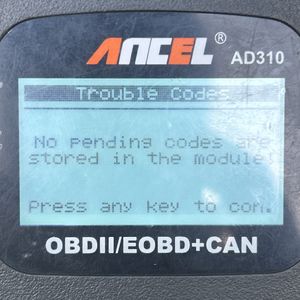 ANCEL®
AD310
Trouble Codes
No pending codes are
stored in the module!
Press any key to con.
OBDII/EOBD+CAN